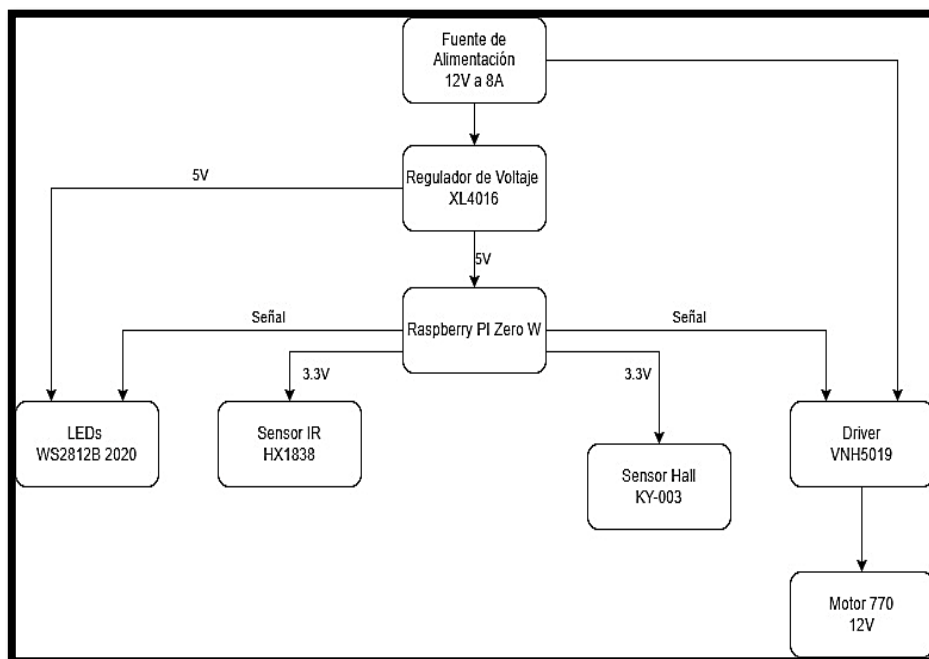 Fuente de
Alimentación
12V a 8A
5V
Regulador de Voltaje
XL4016
5V
Señal
Raspberry PI Zero W
Señal
3.3V
3.3V
LEDs
WS2812B 2020
Sensor IR
HX1838
Sensor Hall
KY-003
Driver
VNH5019
Motor 770
12V